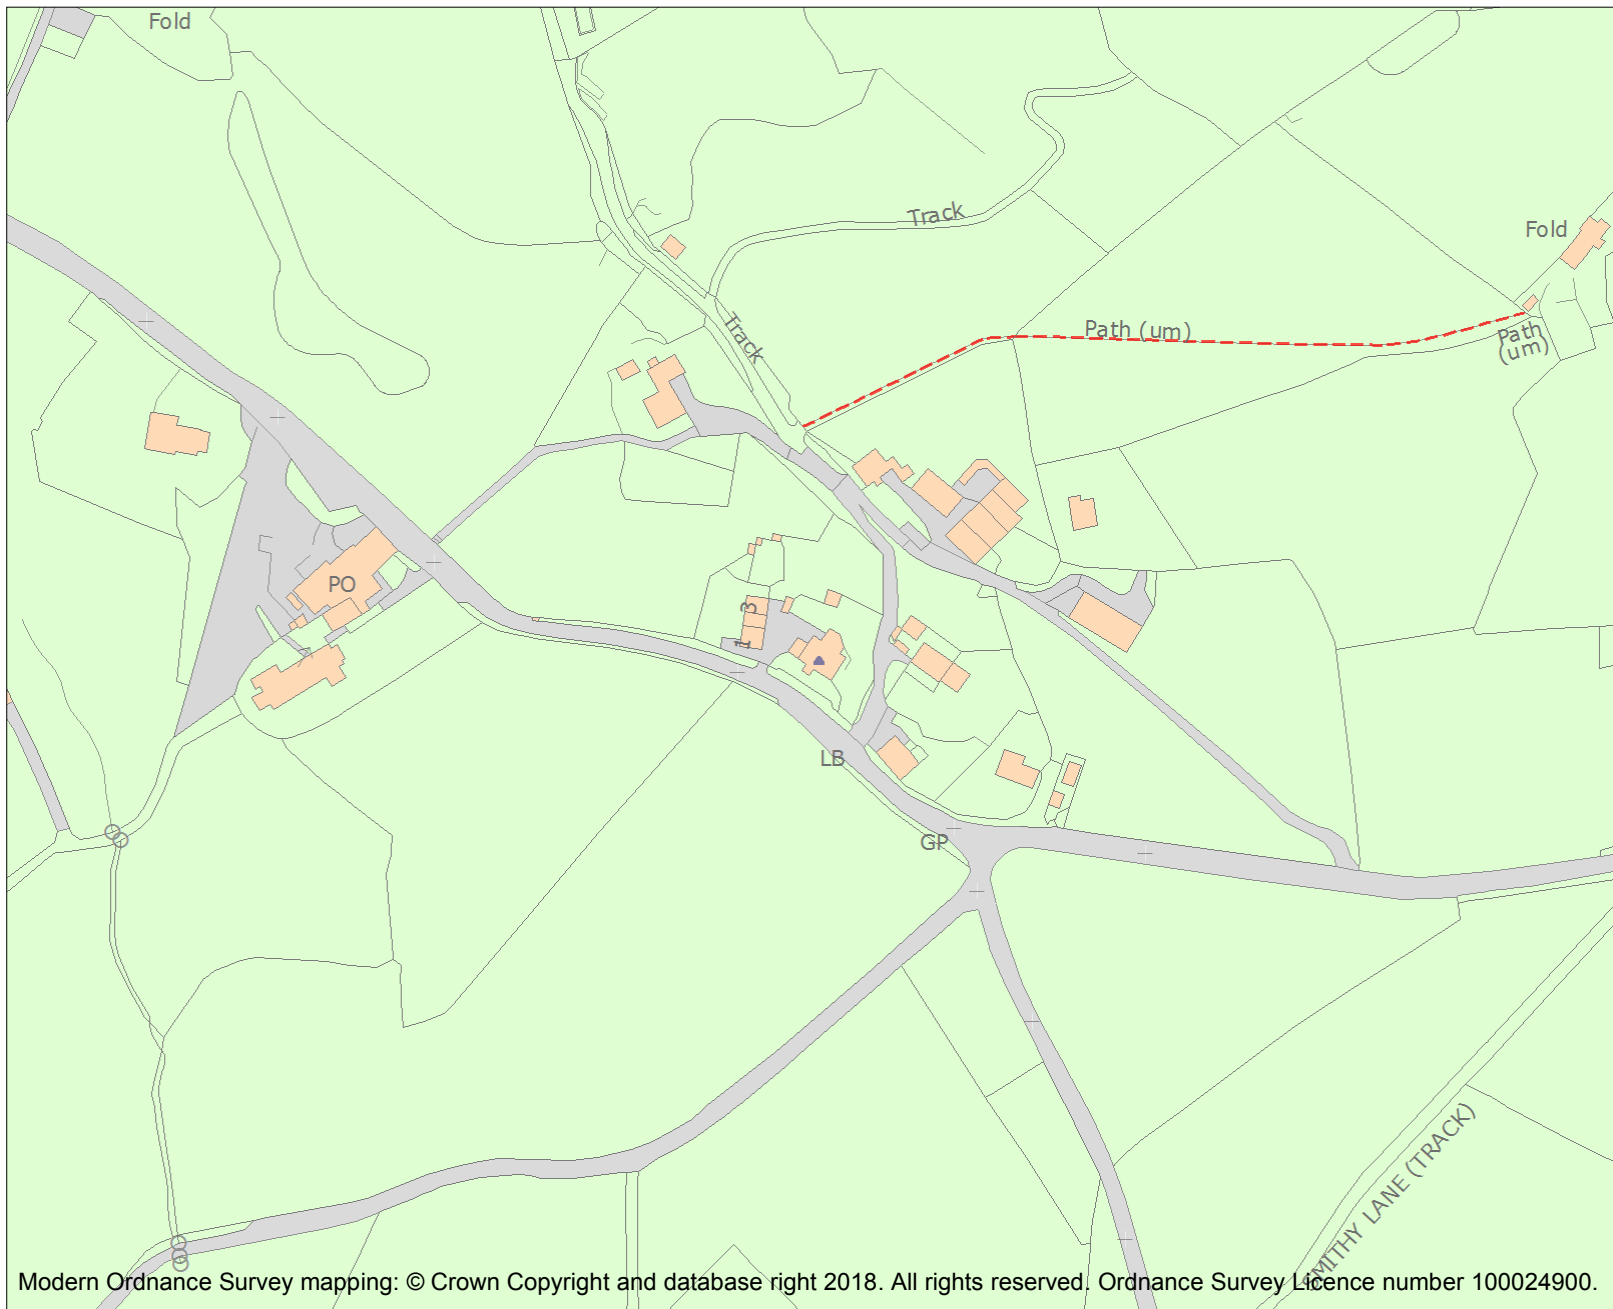 Fold
Track
Fold
Track
Path (um)
Path
(um)
PO
3
1
LB
GP
SMITHY LANE (TRACK)
Modern Ordnance Survey mapping: © Crown Copyright and database right 2018. All rights reserved. Ordnance Survey Licence number 100024900.